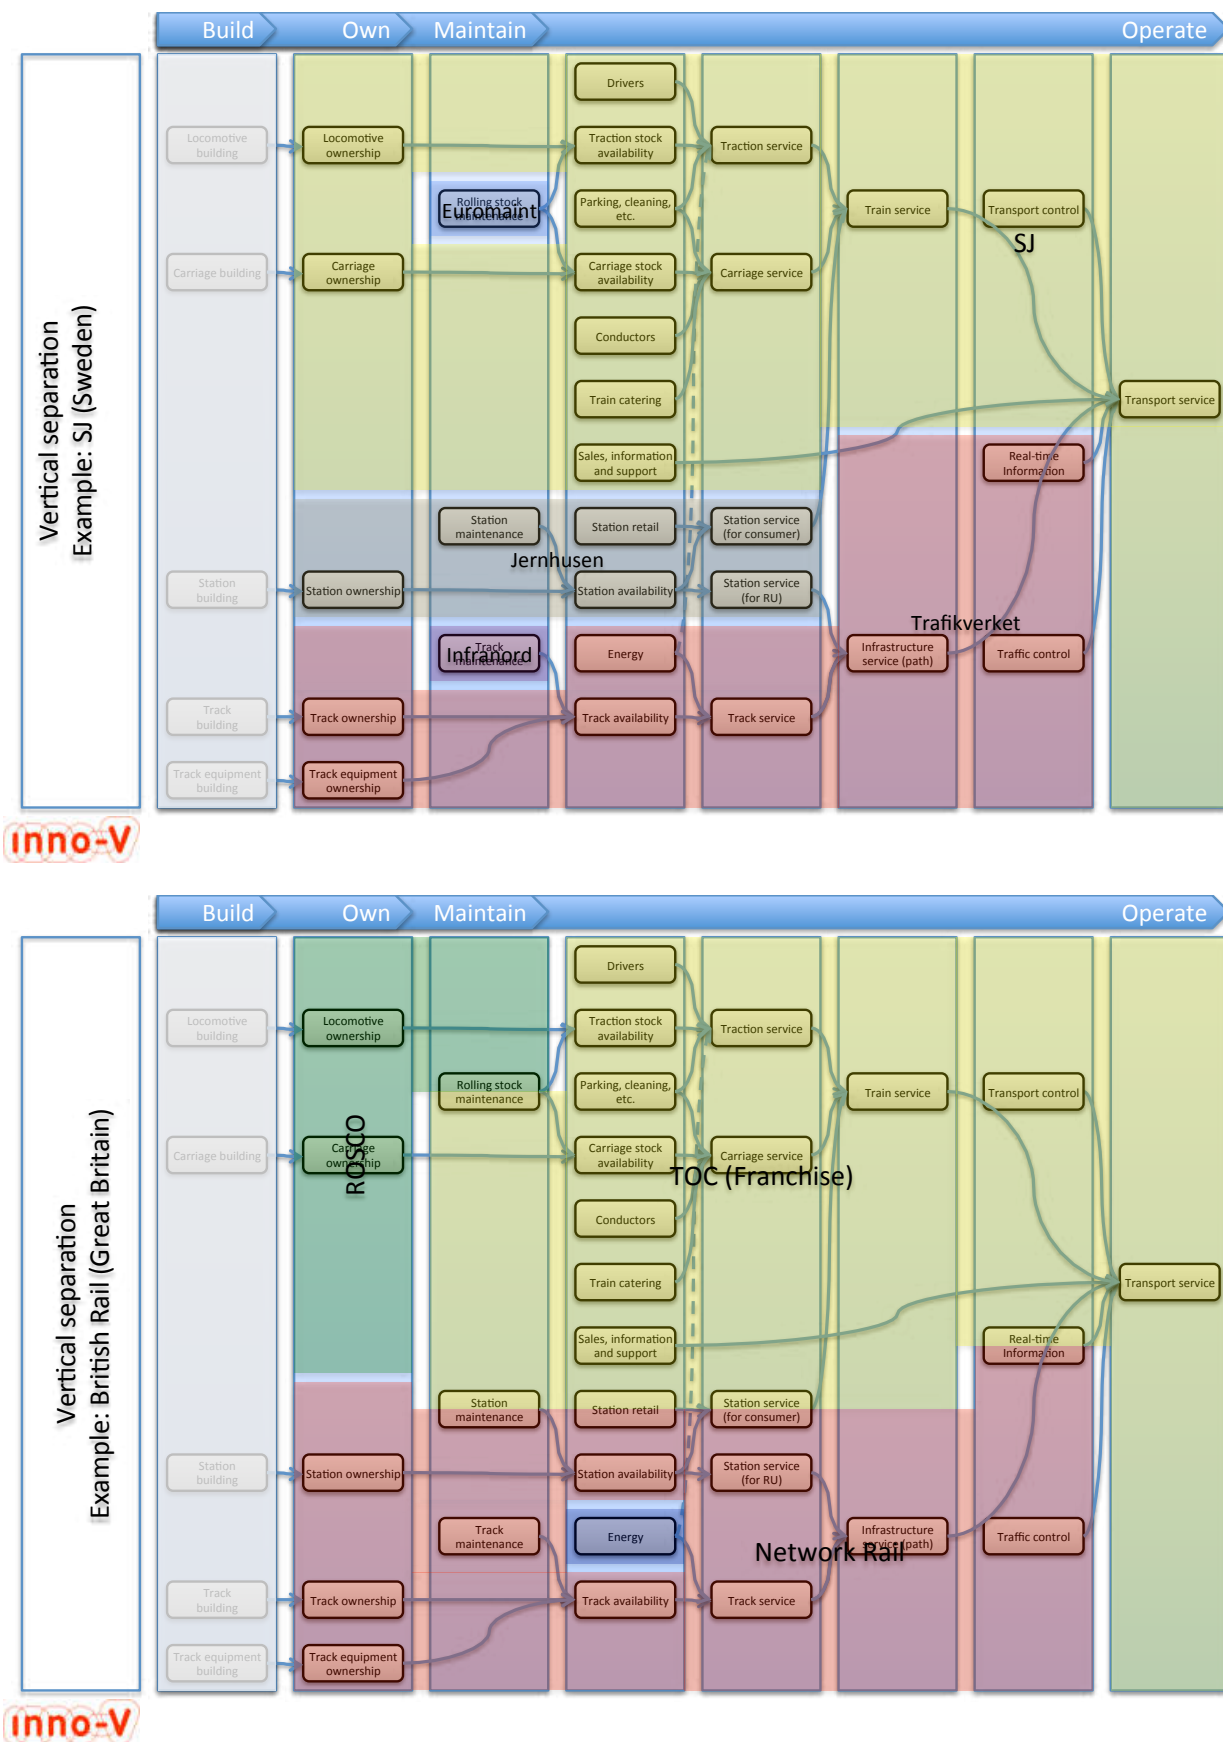 Build Own Maintain Operate
Vertical separation
Example: SJ (Sweden)
Drivers
Locomotive
building
Locomotive
ownership
Traction stock
availability
Traction service
Rolling stock
maintenance
Euromaint
Parking, cleaning,
etc.
Train service
Transport control
SJ
Carriage building
Carriage
ownership
Carriage stock
availability
Carriage service
Conductors
Train catering
Transport service
Sales, information
and support
Real-time
Information
Station
maintenance
Station retail
Station service
(for consumer)
Jernhusen
Station
building
Station ownership
Station availability
Station service
(for RU)
Trafikverket
Track
maintenance
Infranord
Energy
Infrastructure
service (path)
Traffic control
Track
building
Track ownership
Track availability
Track service
Track equipment
building
Track equipment
ownership
inno-V
Build Own Maintain Operate
Vertical separation
Example: British Rail (Great Britain)
Drivers
Locomotive
building
Locomotive
ownership
Traction stock
availability
Traction service
Rolling stock
maintenance
Parking, cleaning,
etc.
Train service
Transport control
ROSCO
Carriage building
Carriage
ownership
Carriage stock
availability
Carriage service
TOC (Franchise)
Conductors
Train catering
Transport service
Sales, information
and support
Real-time
Information
Station
maintenance
Station retail
Station service
(for consumer)
Station
building
Station ownership
Station availability
Station service
(for RU)
Track
maintenance
Energy
Infrastructure
service (path)
Network Rail
Traffic control
Track
building
Track ownership
Track availability
Track service
Track equipment
building
Track equipment
ownership
inno-V